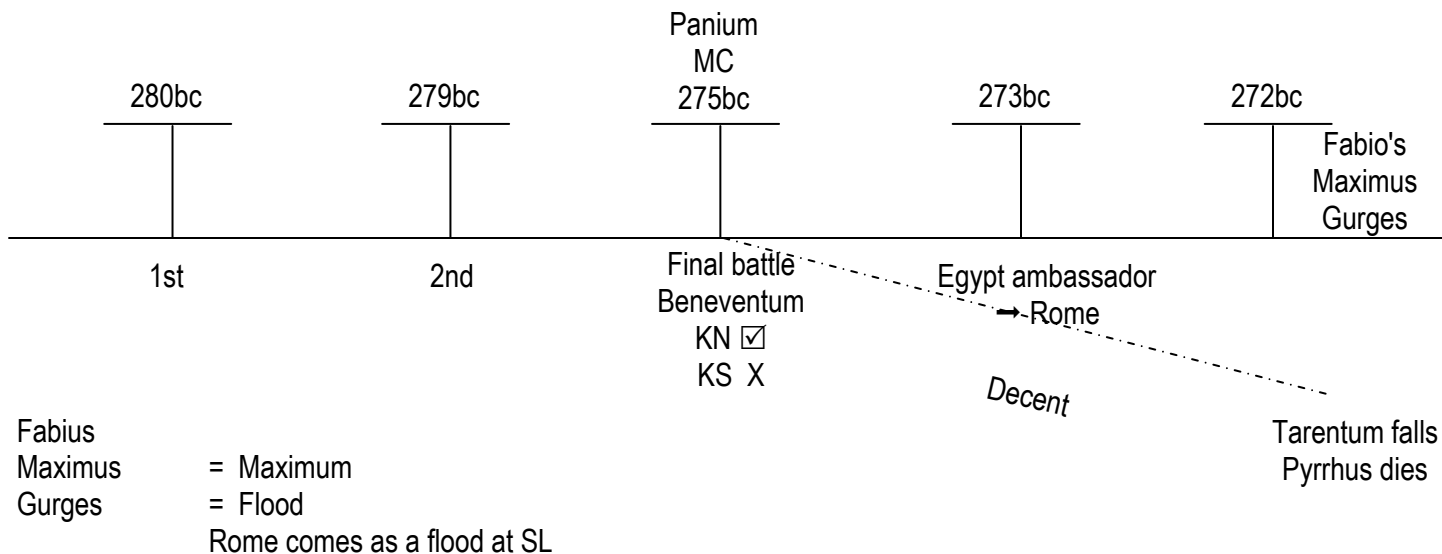 Panium
MC
280bc 279bc 275bc 273bc 272bc
Fabio's
Maximus
Gurges
1st 2nd Final battle Egypt ambassador
Beneventum ➞ Rome
KN ☑
KS X
Decent
Tarentum falls
Pyrrhus dies
Fabius
Maximus = Maximum
Gurges = Flood
Rome comes as a flood at SL